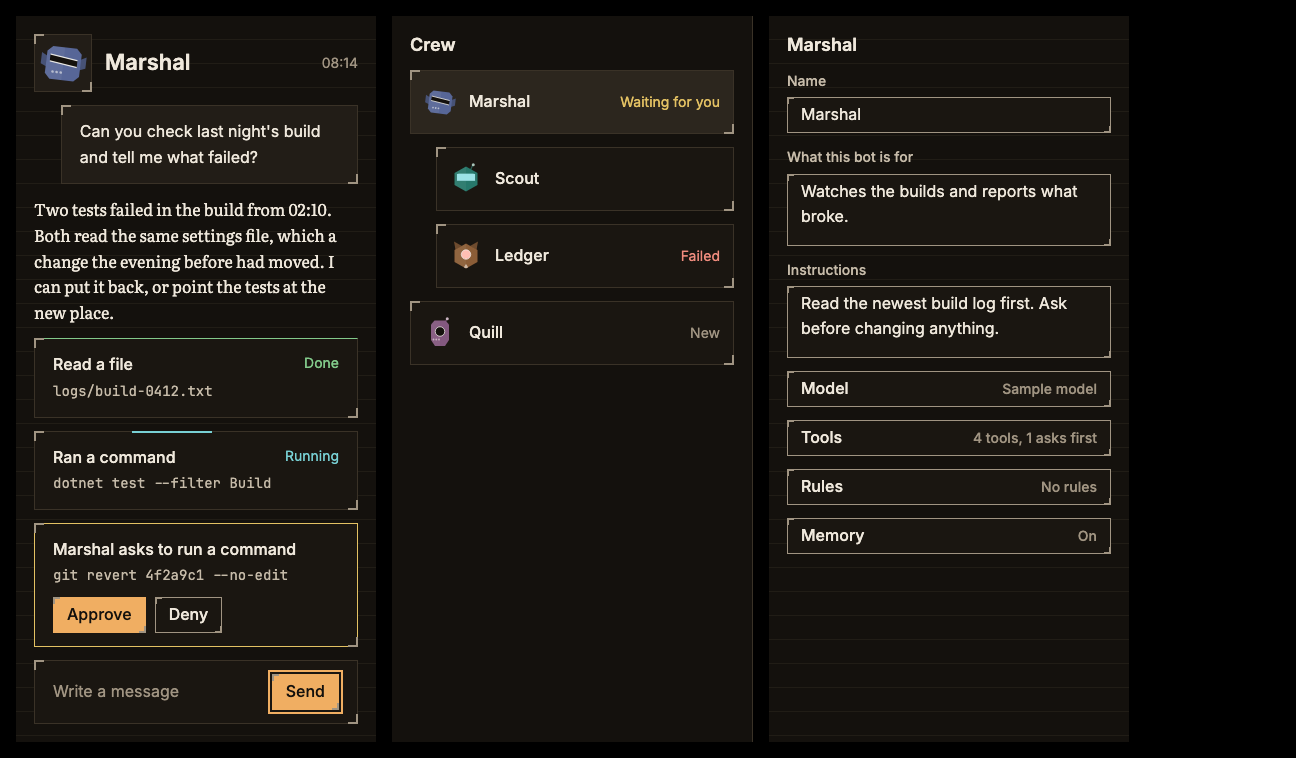 Marshal
08:14
Can you check last night's build
and tell me what failed?
Two tests failed in the build from 02:10.
Both read the same settings file, which a
change the evening before had moved. I
can put it back, or point the tests at the
new place.
Read a file
Done
logs/build-0412.txt
Ran a command
Running
dotnet test --filter Build
Marshal asks to run a command
git revert 4f2a9c1 --no-edit
Approve
Deny
Write a message
Send
Crew
Marshal
Waiting for you
Scout
Ledger
Failed
Quill
New
Marshal
Name
Marshal
What this bot is for
Watches the builds and reports what
broke.
Instructions
Read the newest build log first. Ask
before changing anything.
Model
Sample model
Tools
4 tools, 1 asks first
Rules
No rules
Memory
On